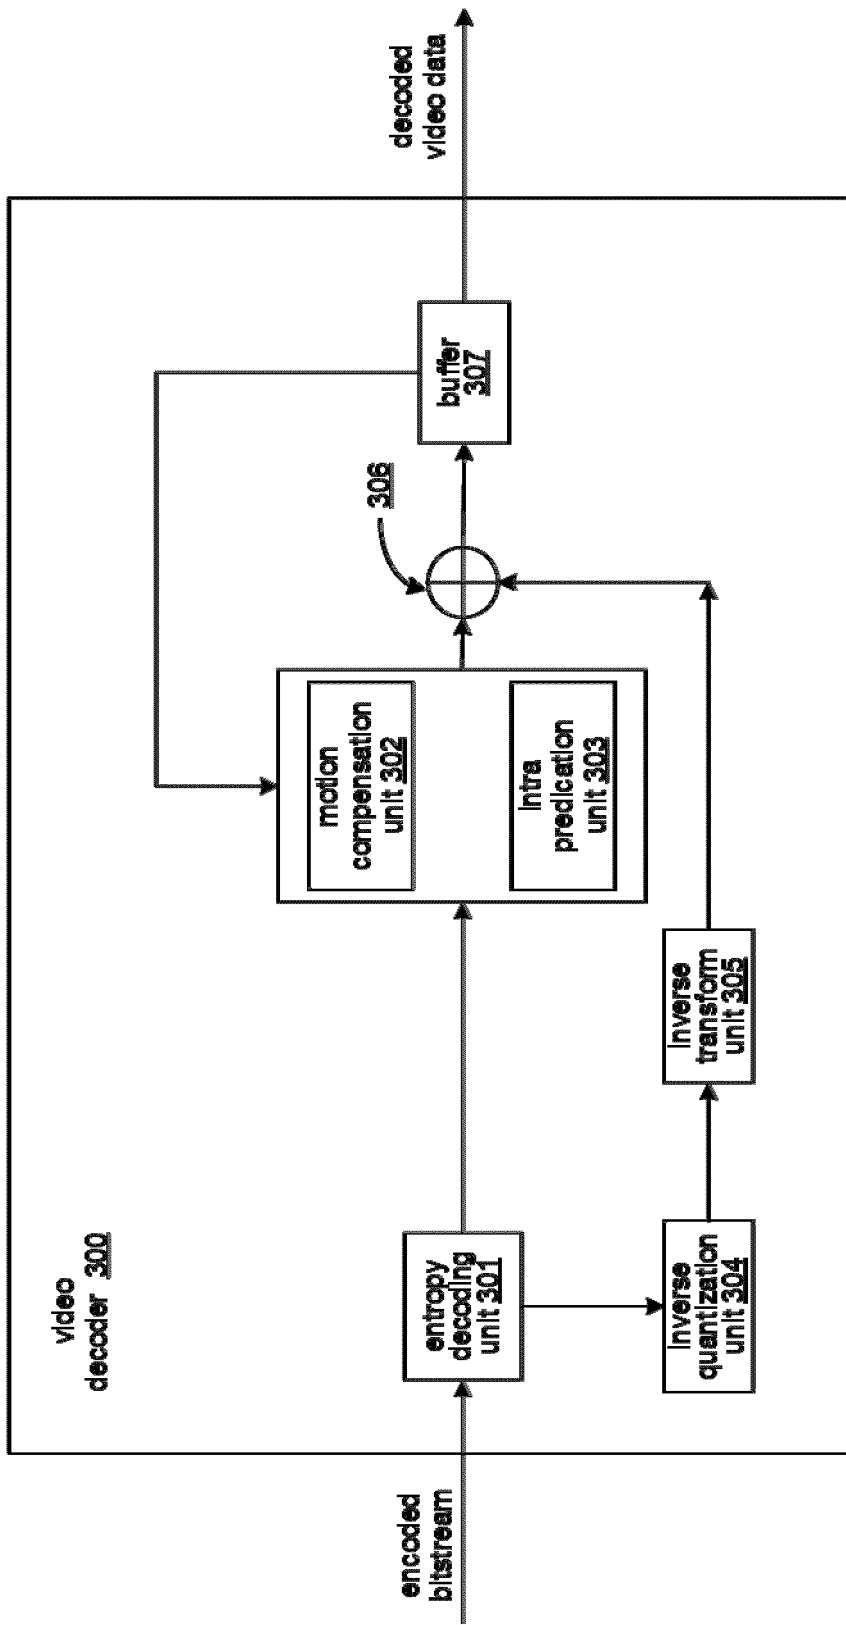 video
decoder 300
encoded
bitstream
entropy
decoding
unit 301
inverse
quantization
unit 304
inverse
transform
unit 305
motion
compensation
unit 302
intra
predication
unit 303
306
buffer
307
decoded
video data